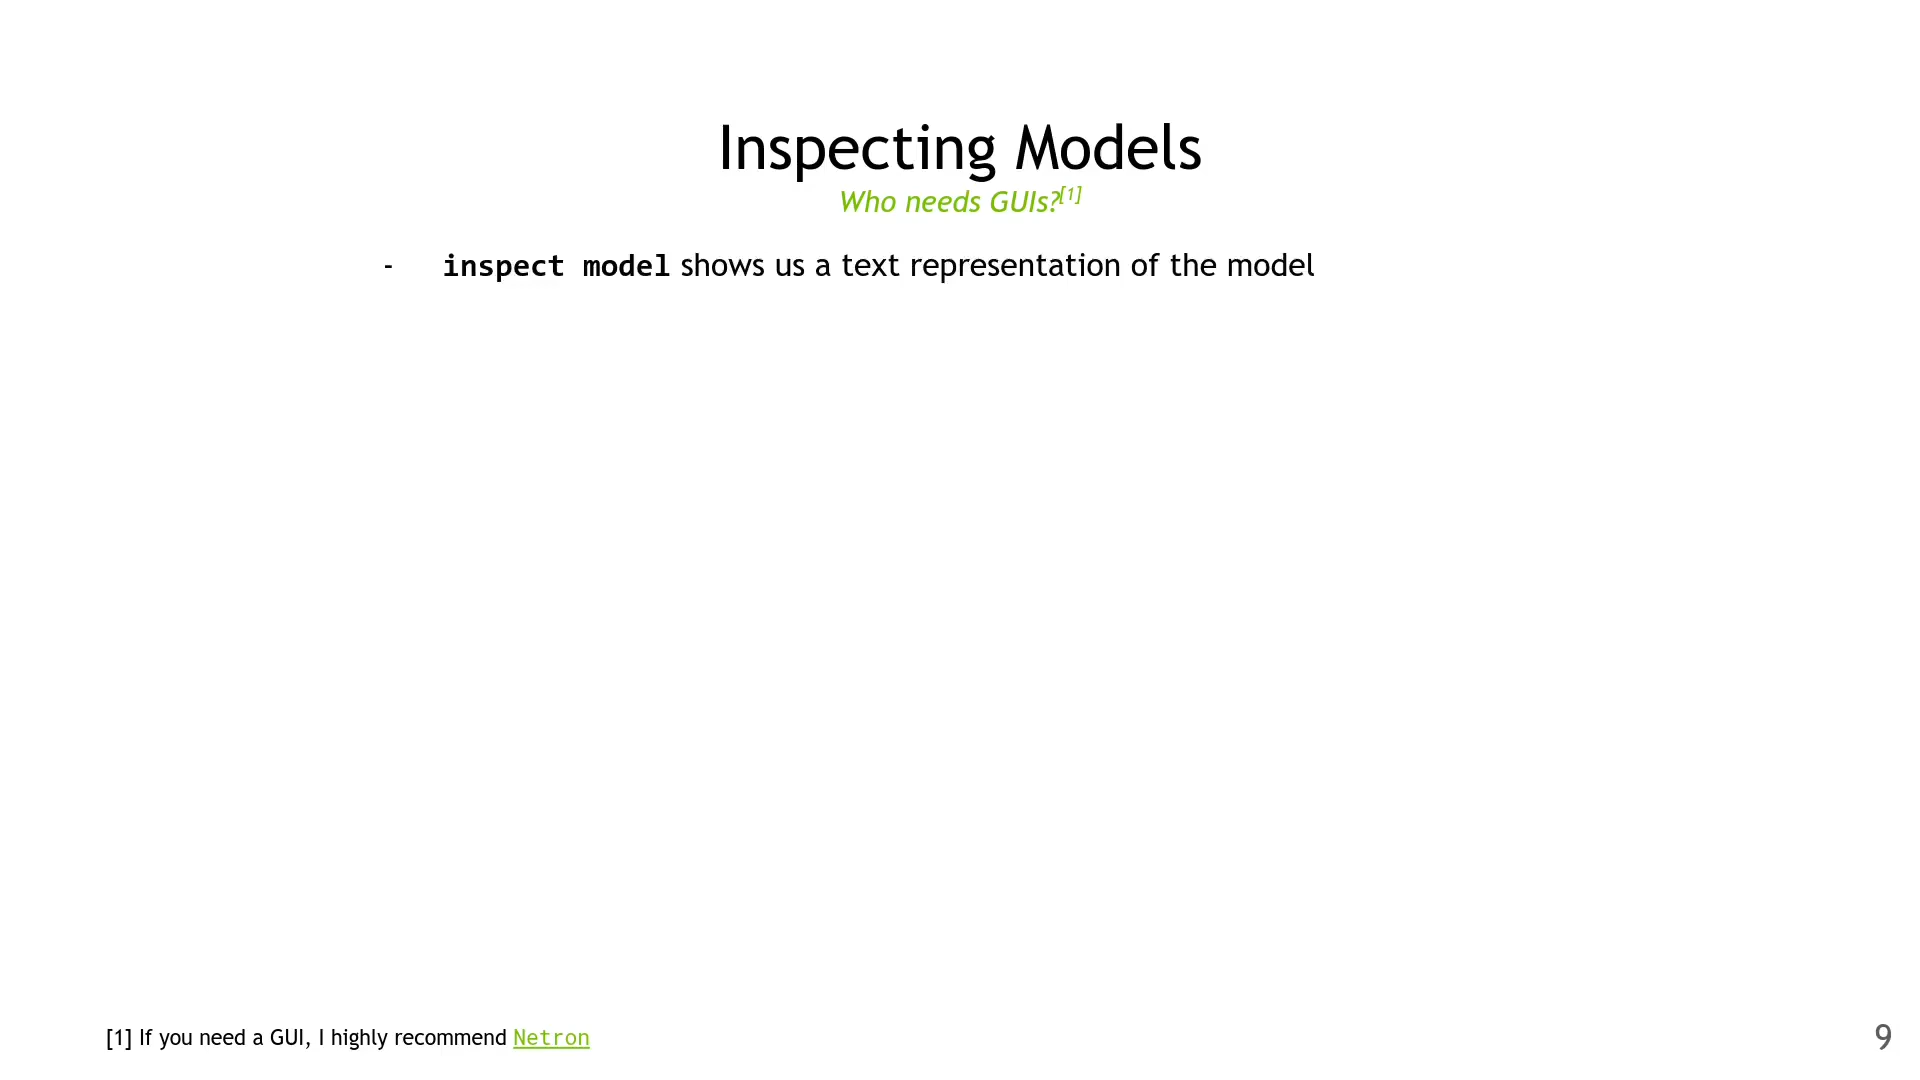 Inspecting Models
Who needs GUIs?[1]
- inspect model shows us a text representation of the model
[1] If you need a GUI, I highly recommend Netron
9